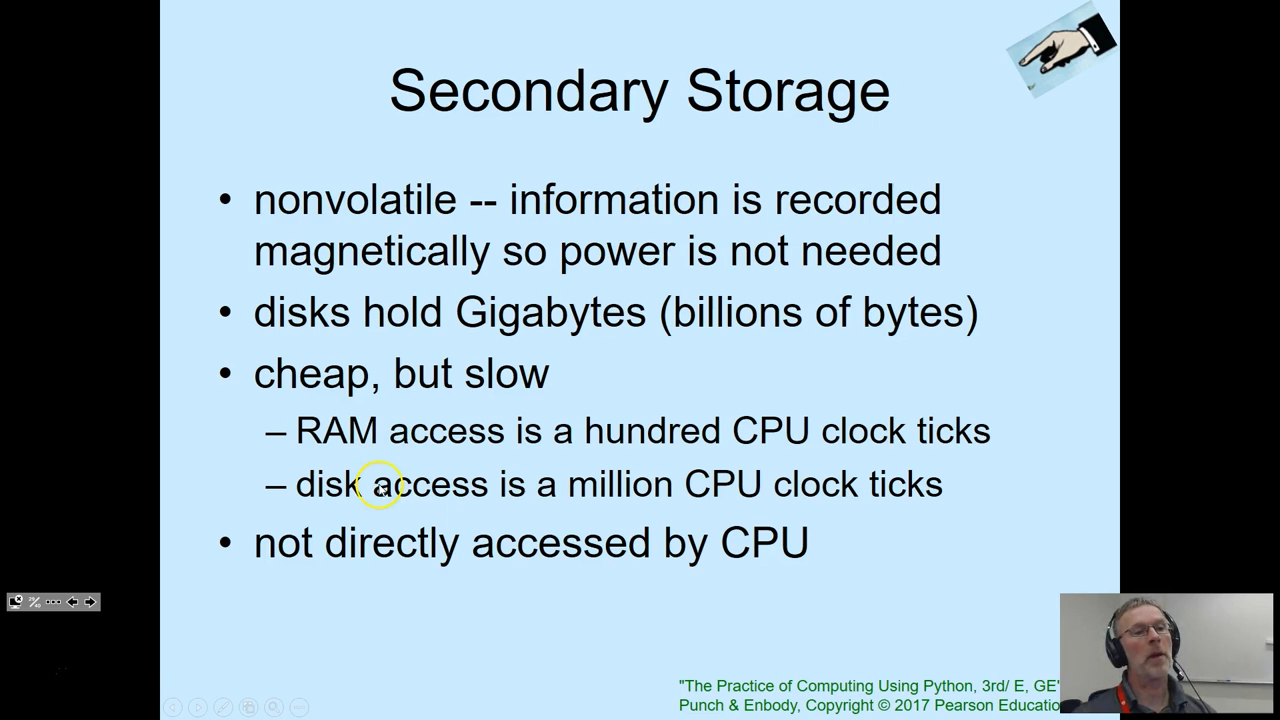 Secondary Storage
• nonvolatile -- information is recorded
magnetically so power is not needed
• disks hold Gigabytes (billions of bytes)
• cheap, but slow
– RAM access is a hundred CPU clock ticks
– disk access is a million CPU clock ticks
• not directly accessed by CPU
"The Practice of Computing Using Python, 3rd/ E, GE"
Punch & Enbody, Copyright © 2017 Pearson Educatio